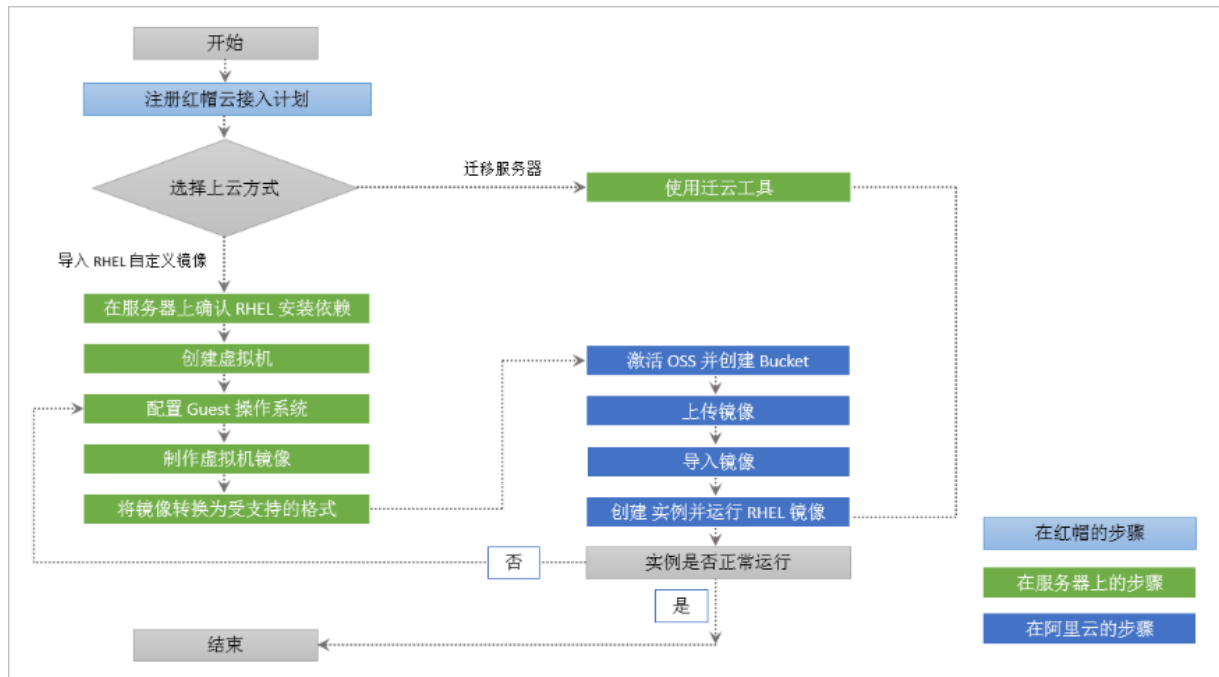 开始
注册红帽云接入计划
选择上云方式
迁移服务器
使用迁云工具
导入 RHEL 自定义镜像
在服务器上确认 RHEL 安装依赖
创建虚拟机
配置 Guest 操作系统
制作虚拟机镜像
将镜像转换为受支持的格式
激活 OSS 并创建 Bucket
上传镜像
导入镜像
创建 实例并运行 RHEL 镜像
实例是否正常运行
否
是
结束
在红帽的步骤
在服务器上的步骤
在阿里云的步骤